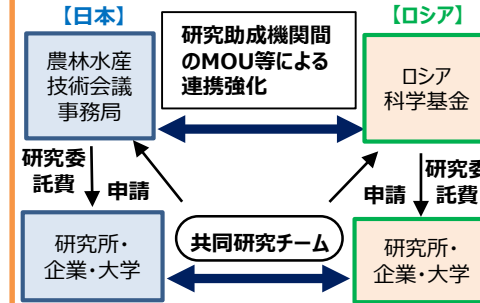 【日本】
【ロシア】
研究助成機関間
のMOU等による
連携強化
農林水産
技術会議
事務局
ロシア
科学基金
研究委
託費
申請
申請
研究委
託費
共同研究チーム
研究所・
企業・大学
研究所・
企業・大学